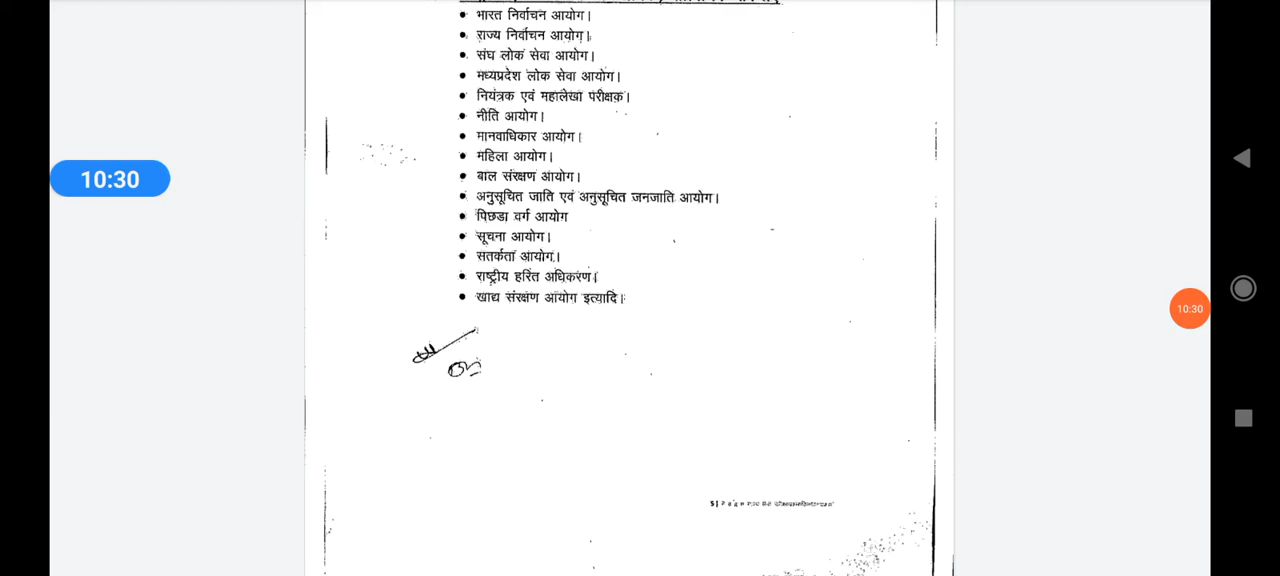 भारत निर्वाचन आयोग।
राज्य निर्वाचन आयोग।
संघ लोक सेवा आयोग।
मध्यप्रदेश लोक सेवा आयोग।
नियंत्रक एवं महालेखा परीक्षक।
नीति आयोग।
मानवाधिकार आयोग।
महिला आयोग।
10:30
बाल संरक्षण आयोग।
अनुसूचित जाति एवं अनुसूचित जनजाति आयोग।
पिछडा वर्ग आयोग
सूचना आयोग।
सतर्कता आयोग।
राष्ट्रीय हरित अधिकरण।
खाद्य संरक्षण आयोग इत्यादि।
10:30
5| P a g e